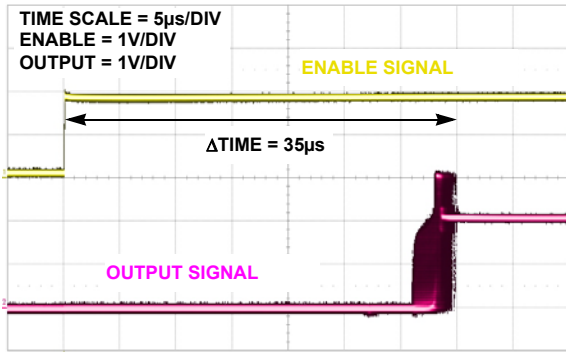 TIME SCALE = 5µs/DIV
ENABLE = 1V/DIV
OUTPUT = 1V/DIV
ENABLE SIGNAL
ΔTIME = 35µs
OUTPUT SIGNAL